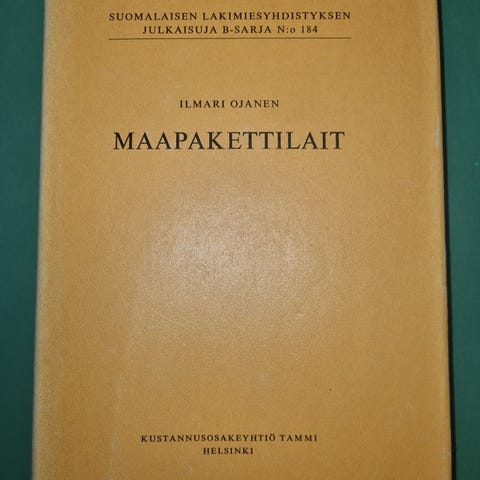 SUOMALAISEN LAKIMIESYHDISTYKSEN
JULKAISUJA B-SARJA N:o 184
ILMARI OJANEN
MAAPAKETTILAIT
KUSTANNUSOSAKEYHTIÖ TAMMI
HELSINKI